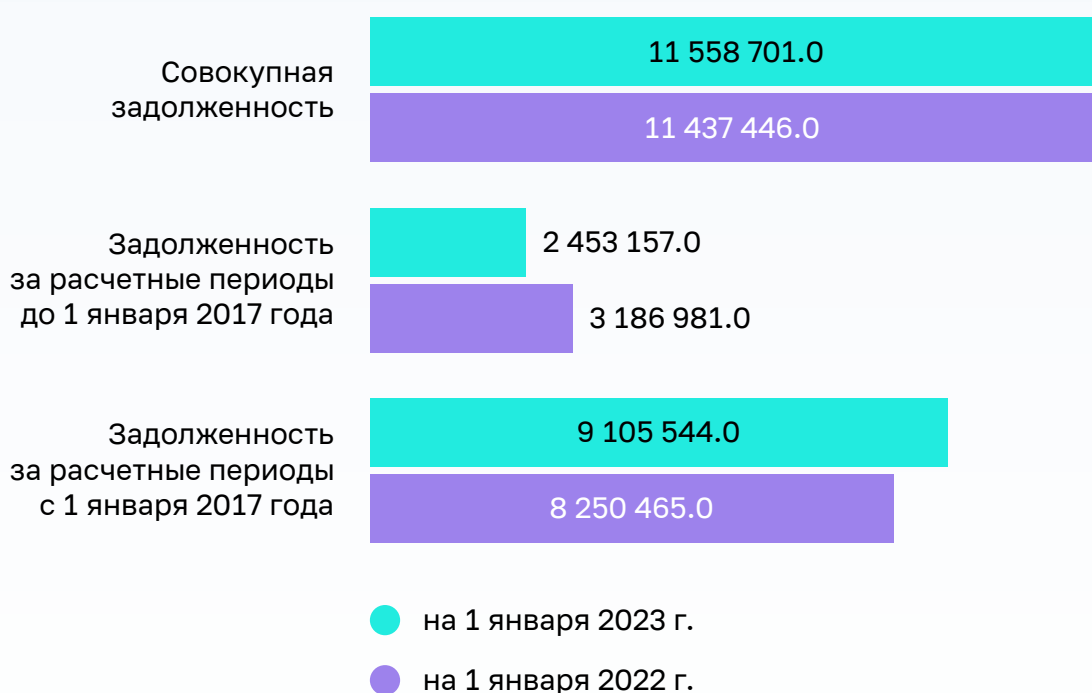 Совокупная
задолженность
11 558 701.0
11 437 446.0
Задолженность
за расчетные периоды
до 1 января 2017 года
2 453 157.0
3 186 981.0
Задолженность
за расчетные периоды
с 1 января 2017 года
9 105 544.0
8 250 465.0
на 1 января 2023 г.
на 1 января 2022 г.